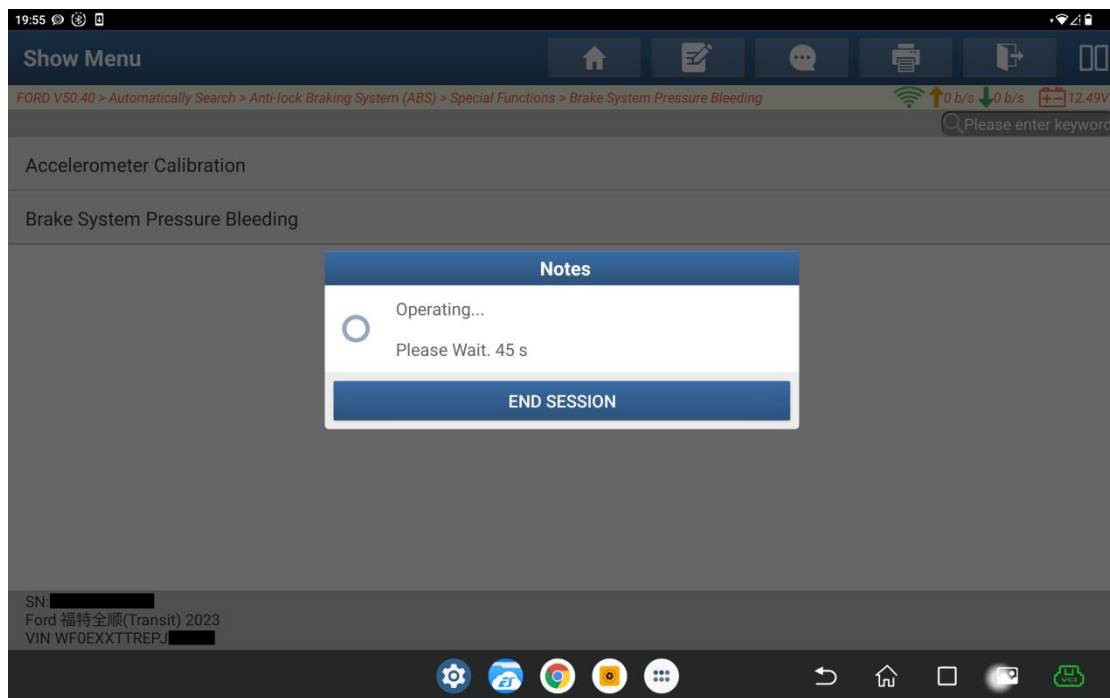 19:55
Show Menu
FORD V50.40 > Automatically Search > Anti-lock Braking System (ABS) > Special Functions > Brake System Pressure Bleeding
0 b/s 0 b/s 12.49V
Please enter keyword
Accelerometer Calibration
Brake System Pressure Bleeding
Notes
Operating...
Please Wait. 45 s
END SESSION
SN:
Ford 福特全顺(Transit) 2023
VIN WF0EXXTTREPJ
ES
VCI